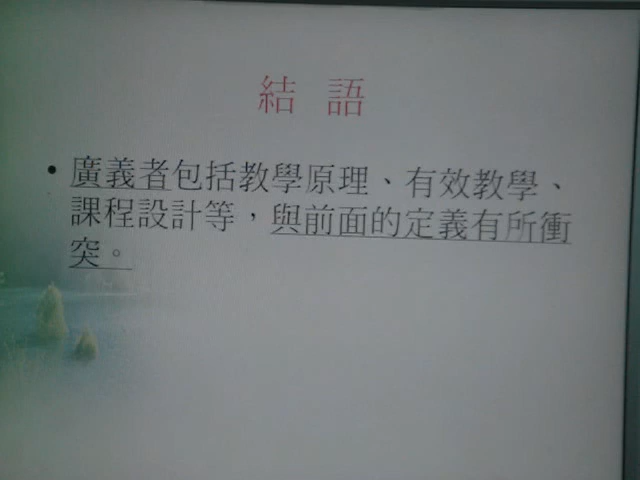 結 語
• 廣義者包括教學原理、有效教學、
課程設計等，與前面的定義有所衝
突。